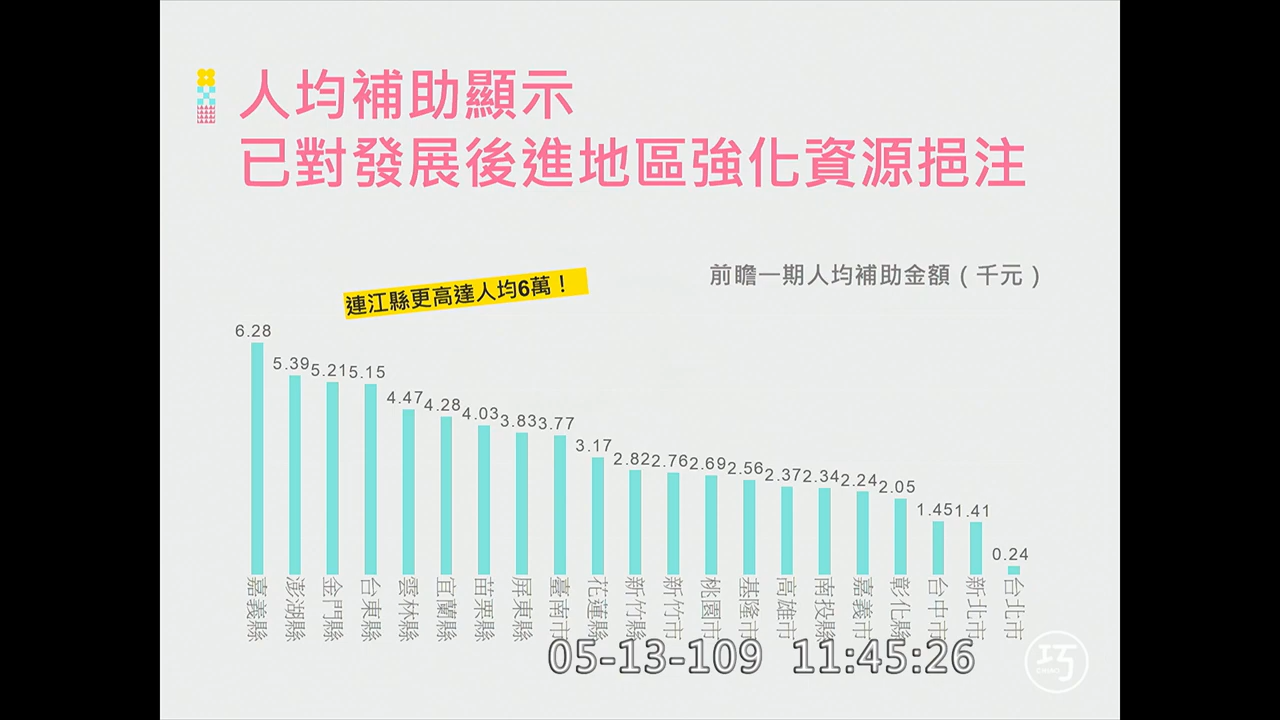 人均補助顯示
已對發展後進地區強化資源挹注
前瞻一期人均補助金額（千元）
連江縣更高達人均6萬！
6.28 5.39 5.21 5.15 4.47 4.28 4.03 3.83 3.77 3.17 2.82 2.76 2.69 2.56 2.37 2.34 2.24 2.05 1.45 1.41 0.24
嘉義縣 澎湖縣 金門縣 台東縣 雲林縣 宜蘭縣 苗栗縣 屏東縣 臺南市 花蓮縣 新竹縣 新竹市 桃園市 基隆市 高雄市 南投縣 嘉義市 彰化縣 台中市 新北市 台北市
05-13-109 11:45:26
巧